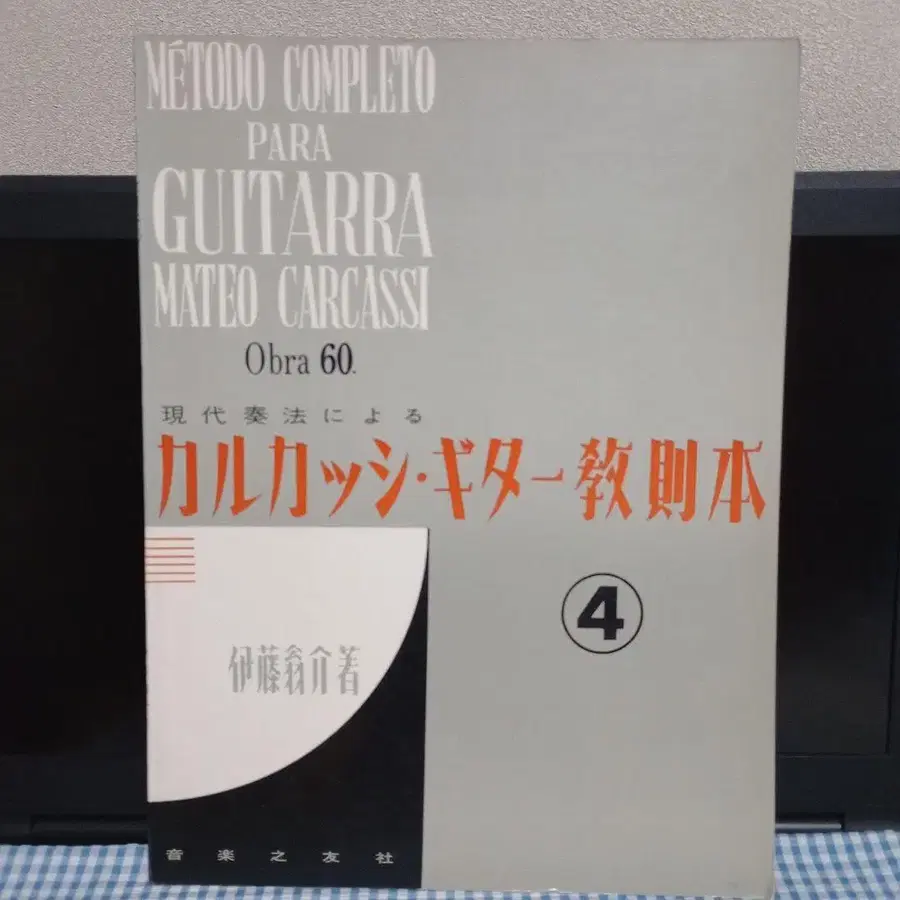 MÉTODO COMPLETO
PARA
GUITARRA
MATEO CARCASSI
Obra 60.
現代奏法による
カルカッシ・ギター教則本
4
伊藤翁介著
音楽之友社